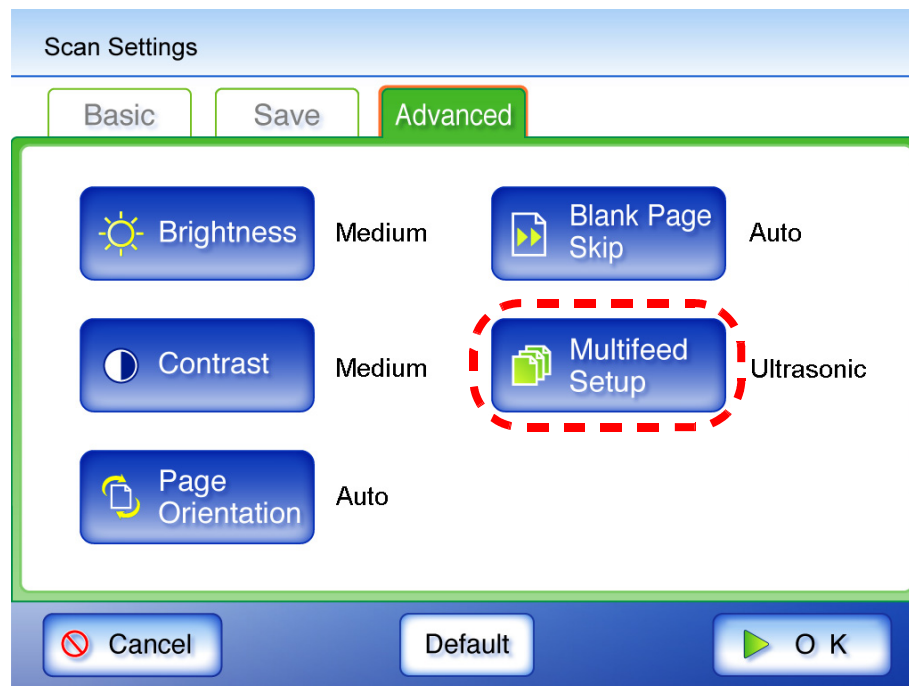 Scan Settings
Basic
Save
Advanced
Brightness
Medium
Blank Page
Skip
Auto
Contrast
Medium
Multifeed
Setup
Ultrasonic
Page
Orientation
Auto
Cancel
Default
O K